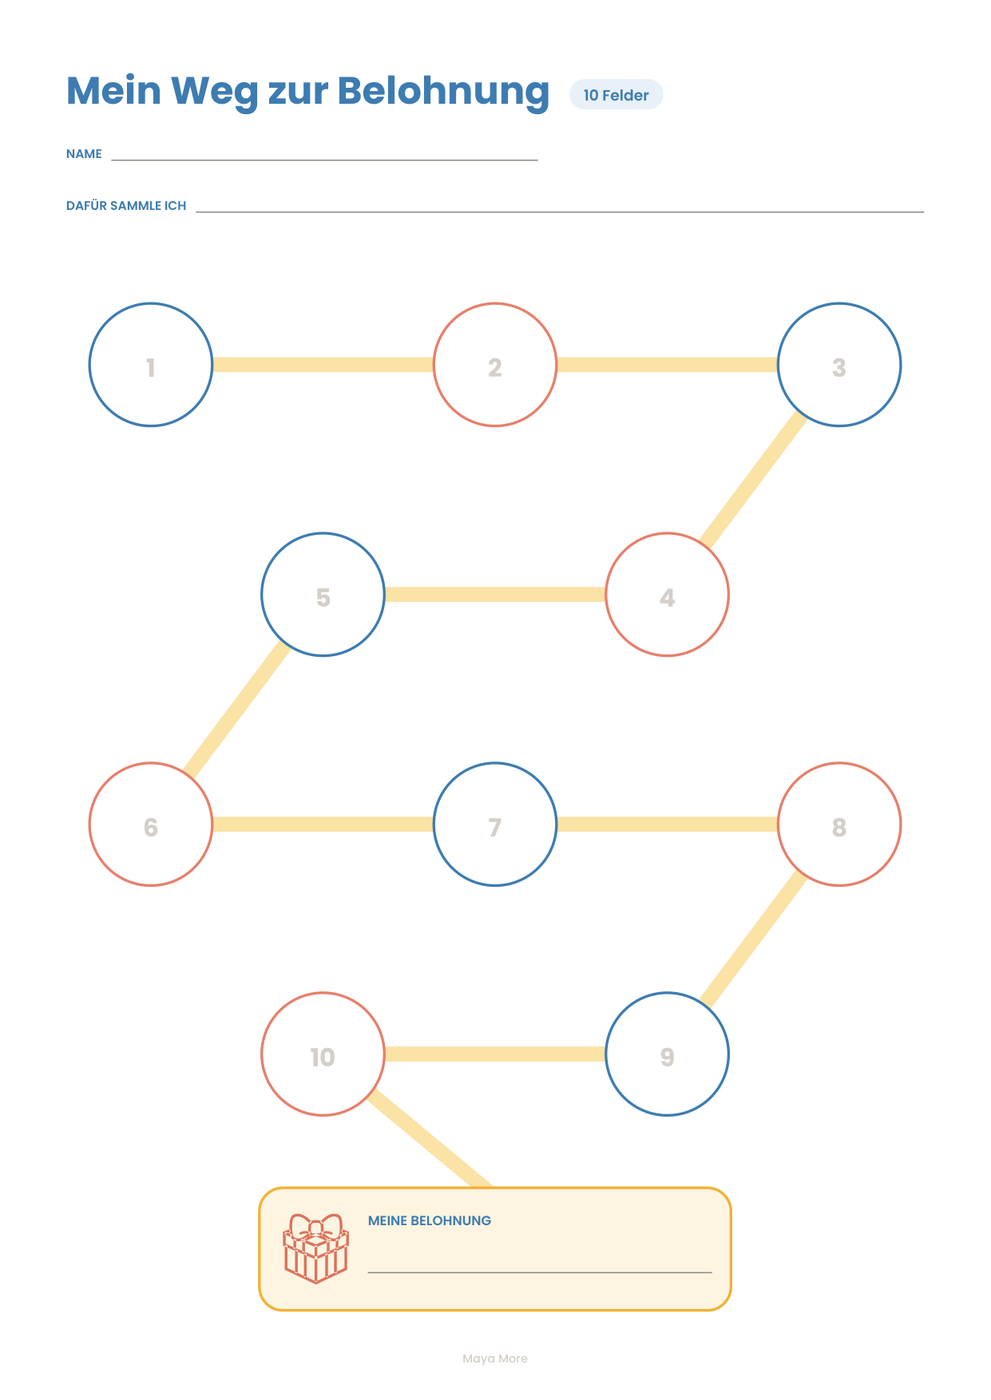 Mein Weg zur Belohnung 10 Felder
NAME
DAFÜR SAMMLE ICH
1 2 3
5 4
6 7 8
10 9
MEINE BELOHNUNG
Maya More